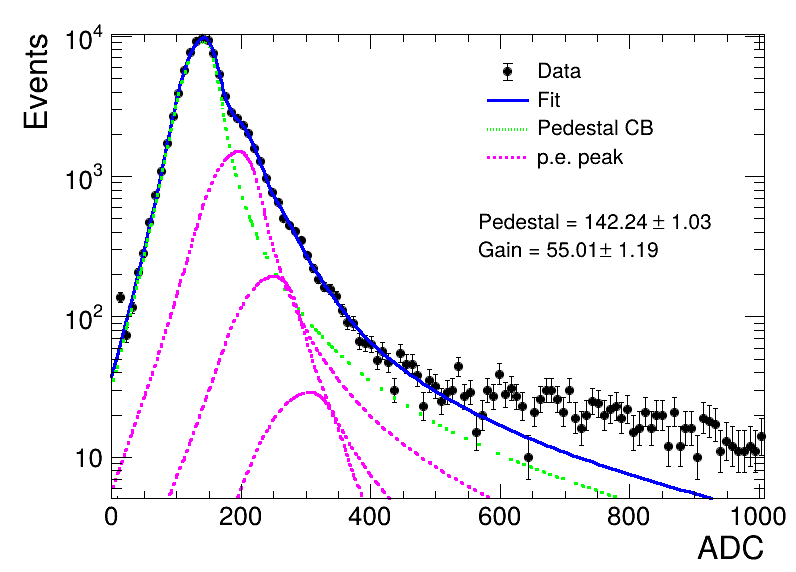 Events
10^4
10^3
10^2
10
0 200 400 600 800 1000
ADC
Data
Fit
Pedestal CB
p.e. peak
Pedestal = 142.24 ± 1.03
Gain = 55.01 ± 1.19